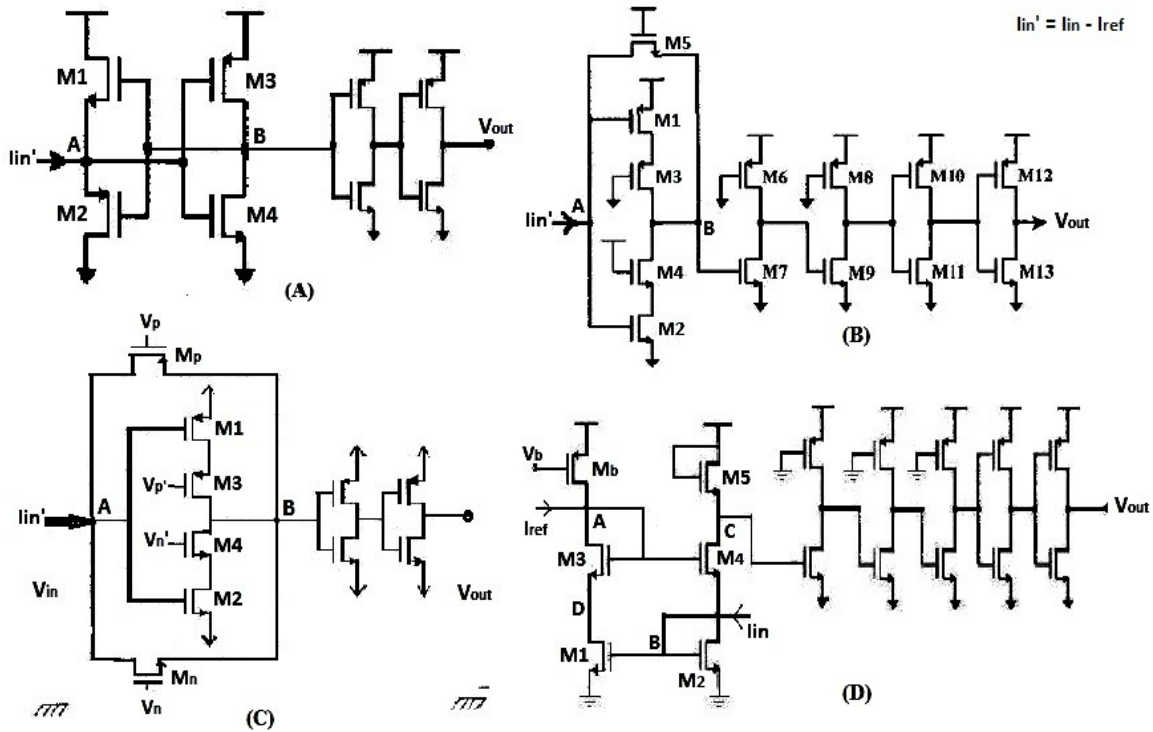 Iin' = Iin - Iref
M1
M3
A
B
Iin'
Vout
M2
M4
(A)
M5
M1
M3
A
B
Iin'
M4
M2
M6
M8
M10
M12
M7
M9
M11
M13
Vout
(B)
Vp
Mp
M1
Vp'
M3
A
B
Iin'
Vn'
M4
Vin
M2
Vout
Mn
Vn
(C)
Vb
Mb
M5
Iref
A
C
M3
M4
D
B
Iin
M1
M2
Vout
(D)